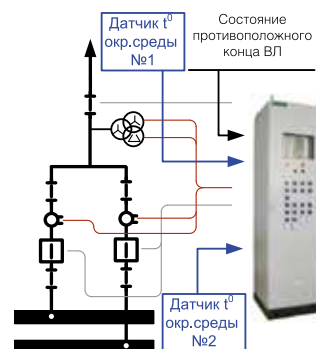 Датчик t⁰
окр.среды
№1
Состояние
противоположного
конца ВЛ
Датчик t⁰
окр.среды
№2